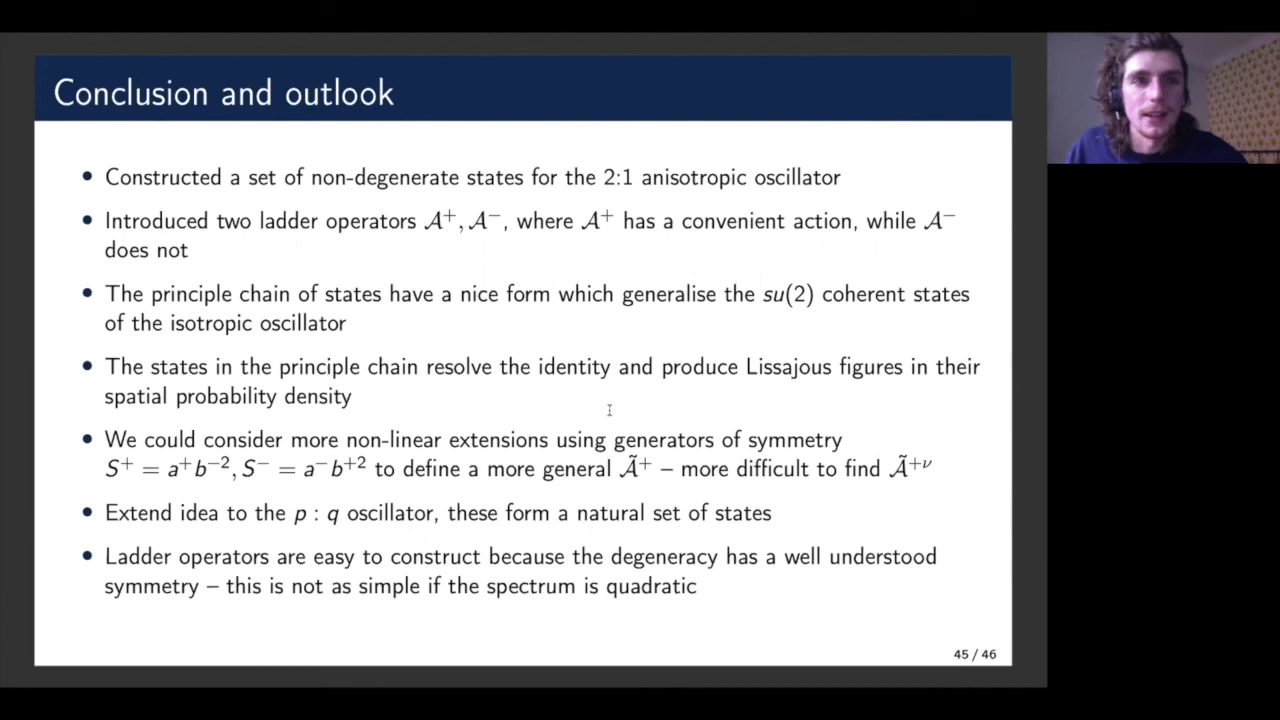 Conclusion and outlook
• Constructed a set of non-degenerate states for the 2:1 anisotropic oscillator
• Introduced two ladder operators 𝒜⁺, 𝒜⁻, where 𝒜⁺ has a convenient action, while 𝒜⁻
does not
• The principle chain of states have a nice form which generalise the su(2) coherent states
of the isotropic oscillator
• The states in the principle chain resolve the identity and produce Lissajous figures in their
spatial probability density
• We could consider more non-linear extensions using generators of symmetry
S⁺ = a⁺b⁻², S⁻ = a⁻b⁺² to define a more general 𝒜̃⁺ – more difficult to find 𝒜̃⁺ᵛ
• Extend idea to the p : q oscillator, these form a natural set of states
• Ladder operators are easy to construct because the degeneracy has a well understood
symmetry – this is not as simple if the spectrum is quadratic
45 / 46